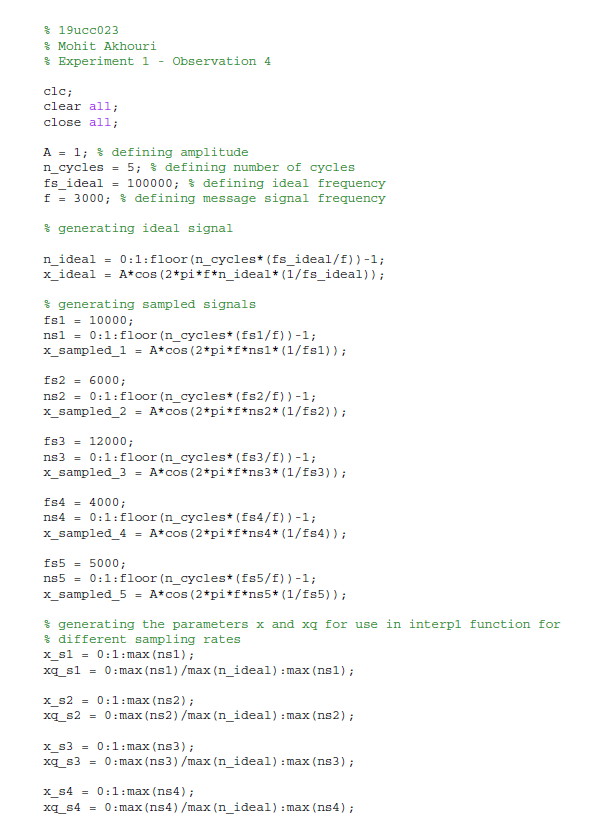 % 19ucc023
% Mohit Akhouri
% Experiment 1 - Observation 4
clc;
clear all;
close all;
A = 1; % defining amplitude
n_cycles = 5; % defining number of cycles
fs_ideal = 100000; % defining ideal frequency
f = 3000; % defining message signal frequency
% generating ideal signal
n_ideal = 0:1:floor(n_cycles*(fs_ideal/f))-1;
x_ideal = A*cos(2*pi*f*n_ideal*(1/fs_ideal));
% generating sampled signals
fs1 = 10000;
ns1 = 0:1:floor(n_cycles*(fs1/f))-1;
x_sampled_1 = A*cos(2*pi*f*ns1*(1/fs1));
fs2 = 6000;
ns2 = 0:1:floor(n_cycles*(fs2/f))-1;
x_sampled_2 = A*cos(2*pi*f*ns2*(1/fs2));
fs3 = 12000;
ns3 = 0:1:floor(n_cycles*(fs3/f))-1;
x_sampled_3 = A*cos(2*pi*f*ns3*(1/fs3));
fs4 = 4000;
ns4 = 0:1:floor(n_cycles*(fs4/f))-1;
x_sampled_4 = A*cos(2*pi*f*ns4*(1/fs4));
fs5 = 5000;
ns5 = 0:1:floor(n_cycles*(fs5/f))-1;
x_sampled_5 = A*cos(2*pi*f*ns5*(1/fs5));
% generating the parameters x and xq for use in interp1 function for
% different sampling rates
x_s1 = 0:1:max(ns1);
xq_s1 = 0:max(ns1)/max(n_ideal):max(ns1);
x_s2 = 0:1:max(ns2);
xq_s2 = 0:max(ns2)/max(n_ideal):max(ns2);
x_s3 = 0:1:max(ns3);
xq_s3 = 0:max(ns3)/max(n_ideal):max(ns3);
x_s4 = 0:1:max(ns4);
xq_s4 = 0:max(ns4)/max(n_ideal):max(ns4);